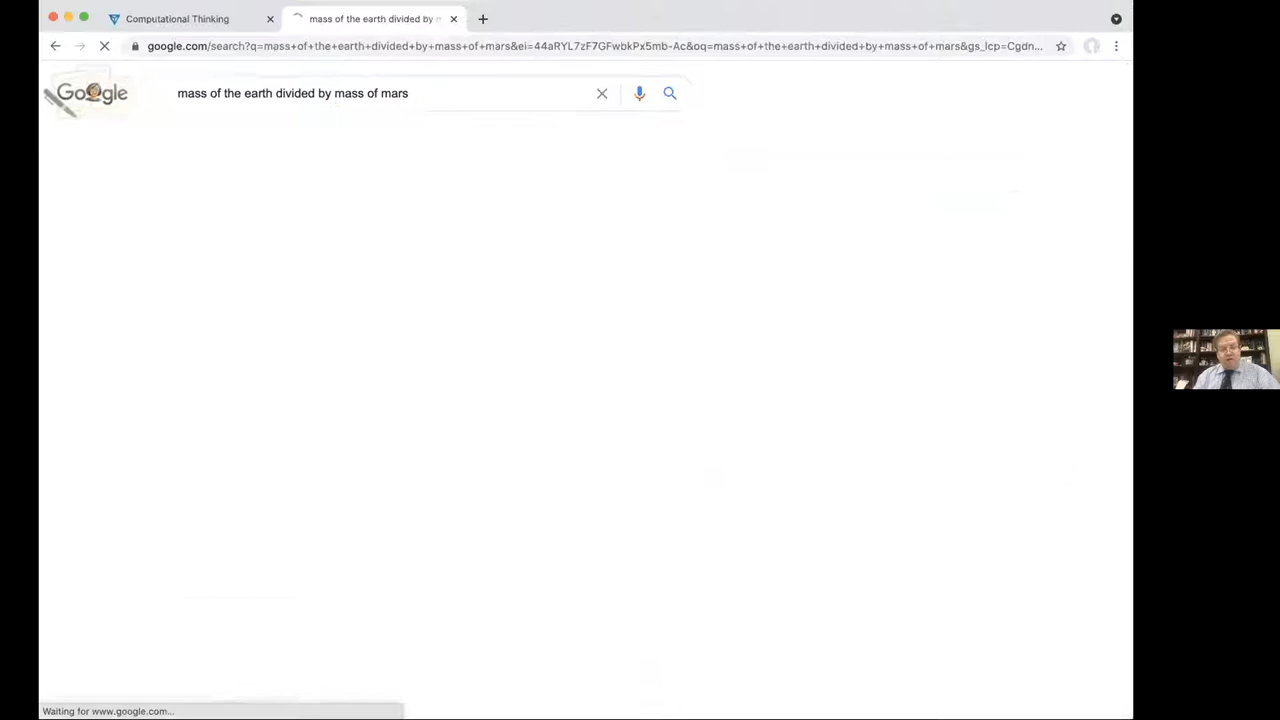 Computational Thinking
mass of the earth divided by m
google.com/search?q=mass+of+the+earth+divided+by+mass+of+mars&ei=44aRYL7zF7GFwbkPx5mb-Ac&oq=mass+of+the+earth+divided+by+mass+of+mars&gs_lcp=Cgdn...
Google
mass of the earth divided by mass of mars
Waiting for www.google.com...